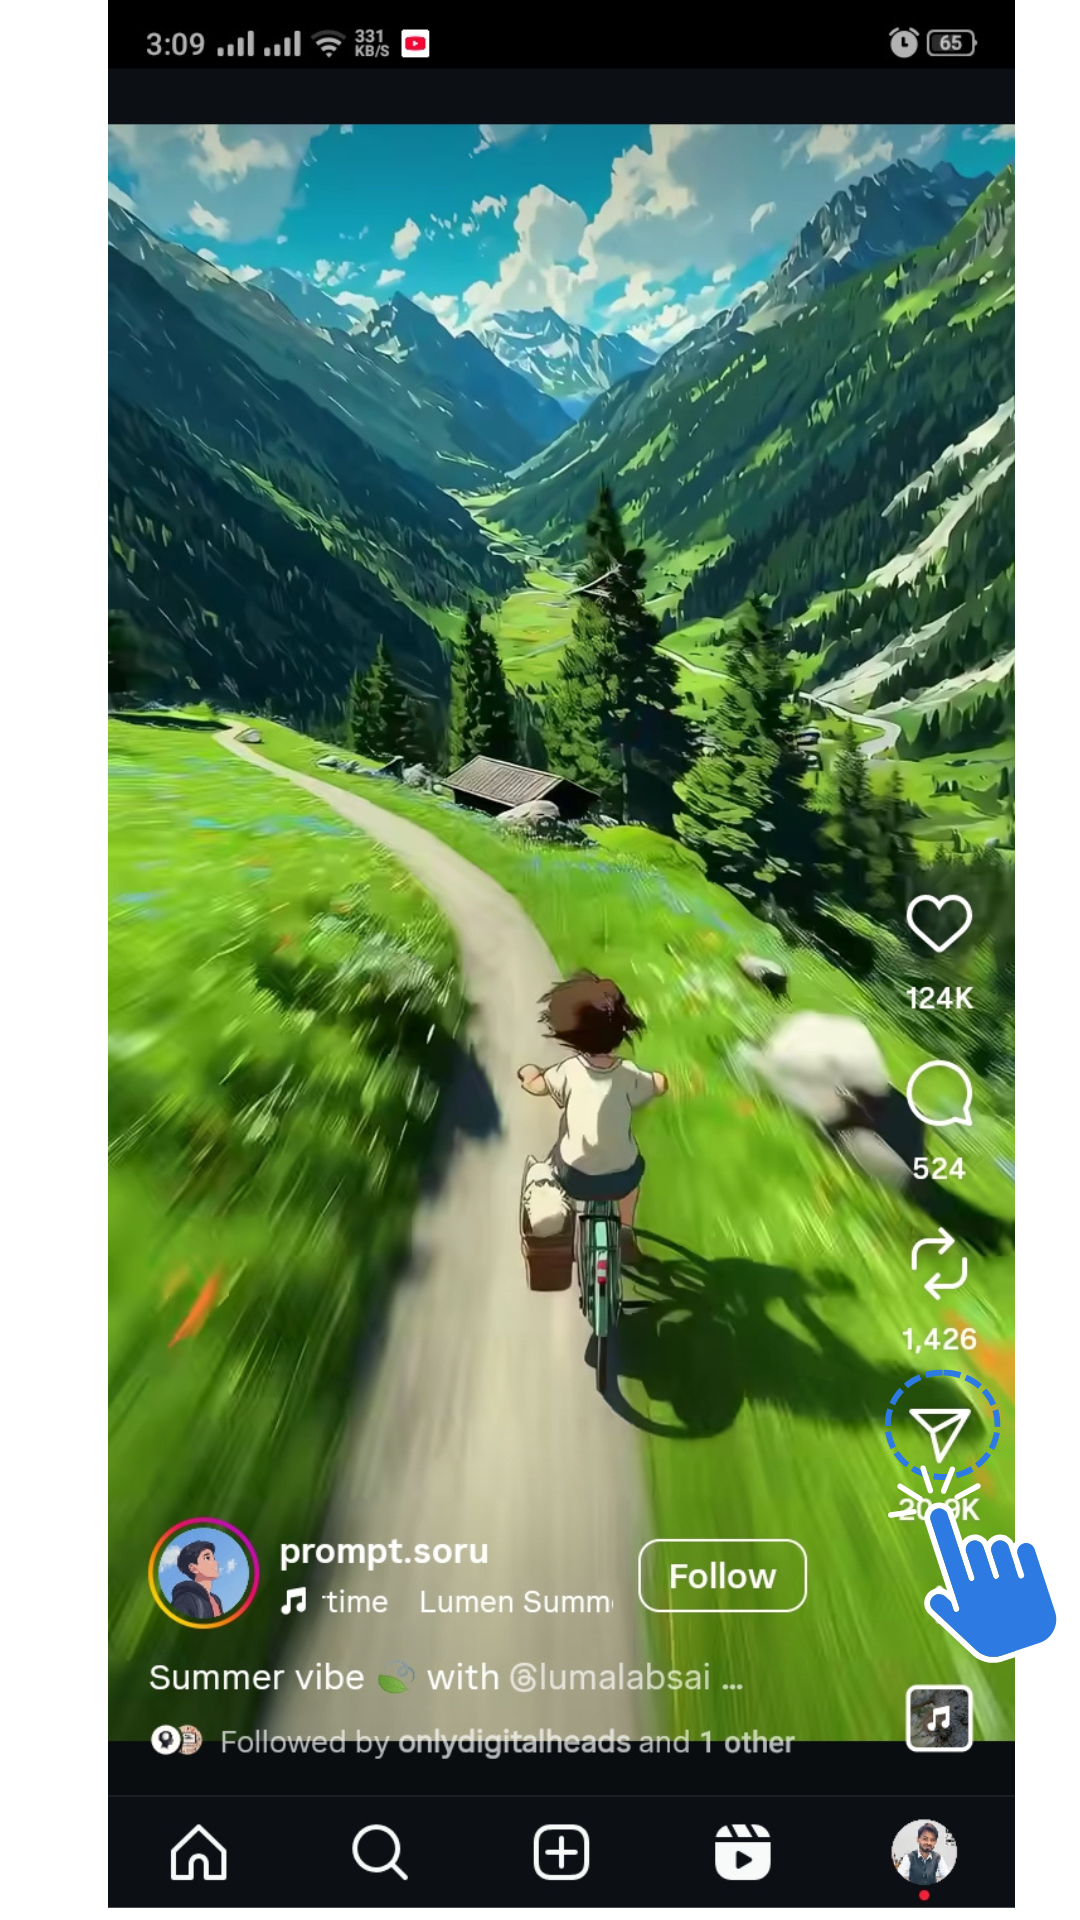 3:09
331
KB/S
65
124K
524
1,426
20.9K
prompt.soru
time Lumen Summ
Follow
Summer vibe 🍃 with @lumalabsai ...
Followed by onlydigitalheads and 1 other